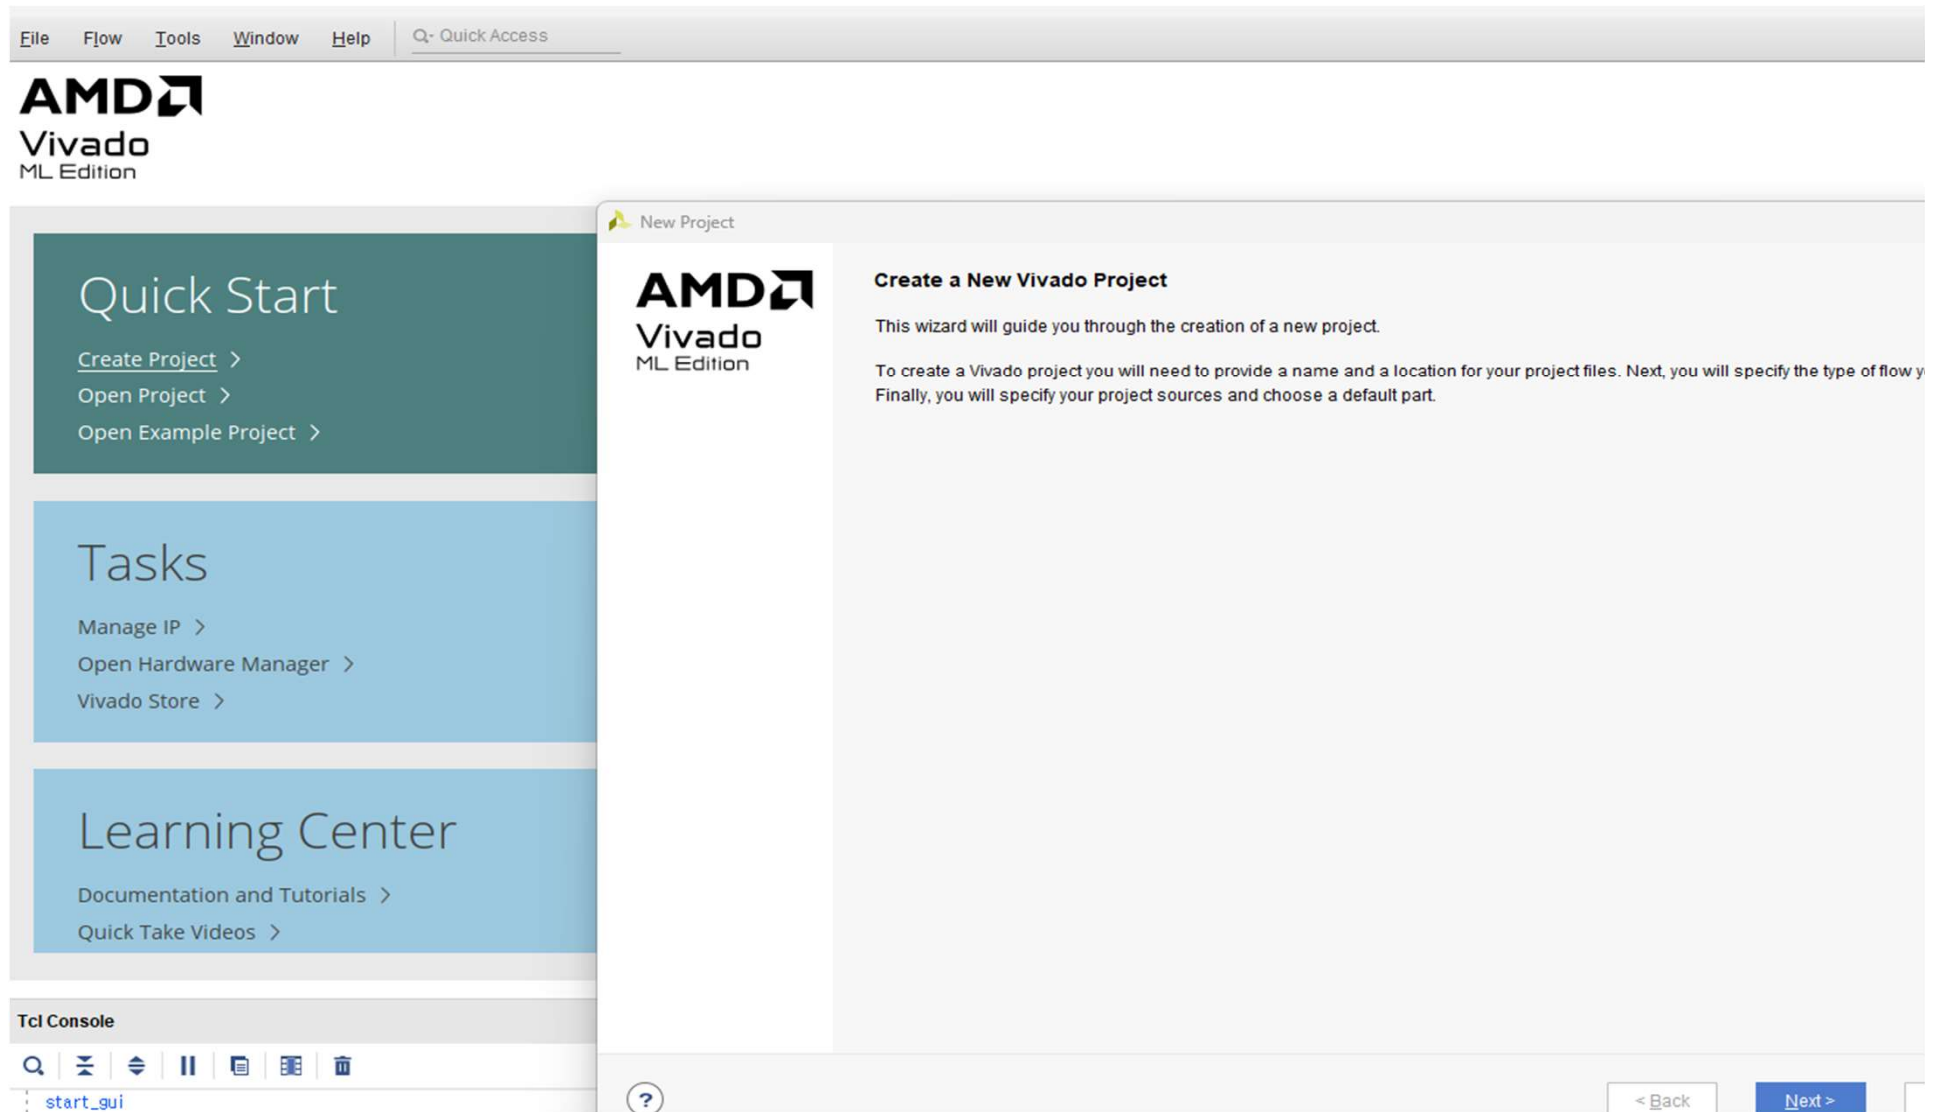 File Flow Tools Window Help Quick Access
AMD
Vivado
ML Edition
Quick Start
Create Project >
Open Project >
Open Example Project >
Tasks
Manage IP >
Open Hardware Manager >
Vivado Store >
Learning Center
Documentation and Tutorials >
Quick Take Videos >
Tcl Console
start_gui
New Project
AMD
Vivado
ML Edition
Create a New Vivado Project
This wizard will guide you through the creation of a new project.
To create a Vivado project you will need to provide a name and a location for your project files. Next, you will specify the type of flow y
Finally, you will specify your project sources and choose a default part.
?
< Back
Next >